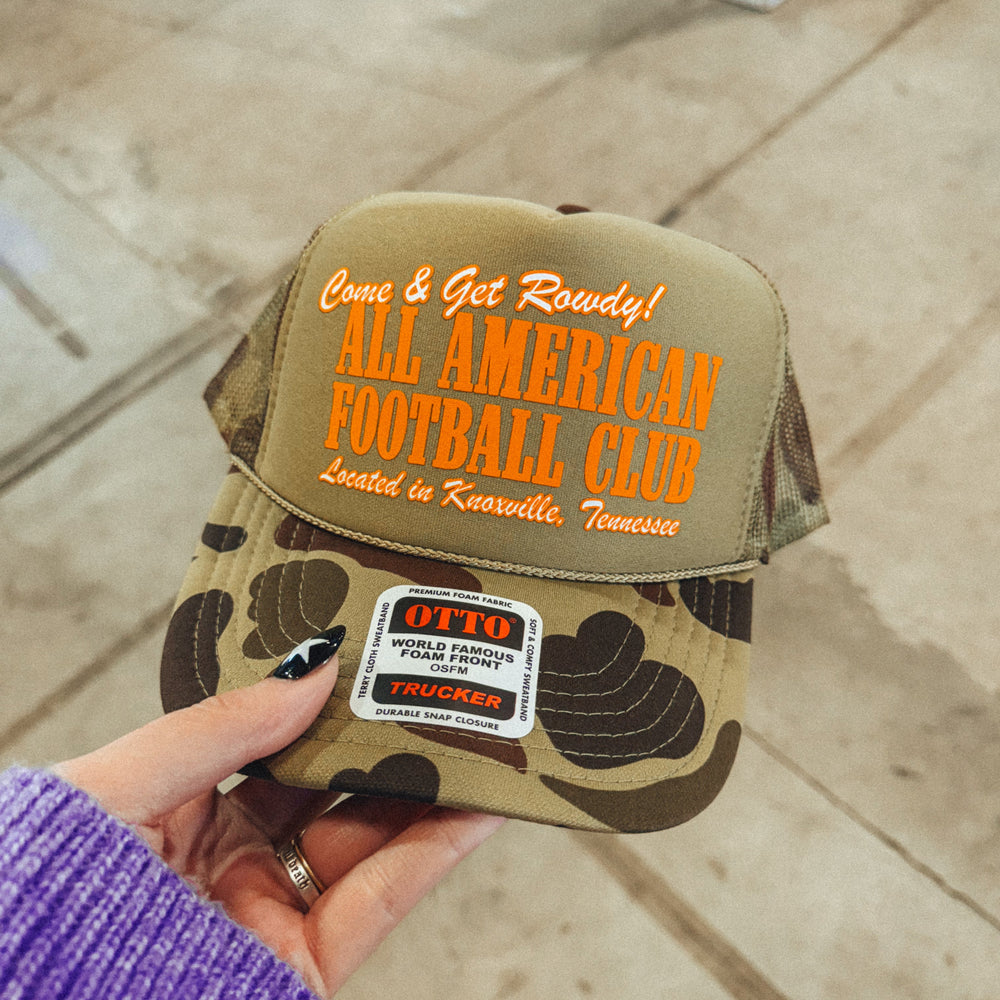 Come & Get Rowdy!
ALL AMERICAN
FOOTBALL CLUB
Located in Knoxville, Tennessee
PREMIUM FOAM FABRIC
TERRY CLOTH SWEATBAND
OTTO®
WORLD FAMOUS
FOAM FRONT
OSFM
TRUCKER
SOFT & COMFY SWEATBAND
DURABLE SNAP CLOSURE